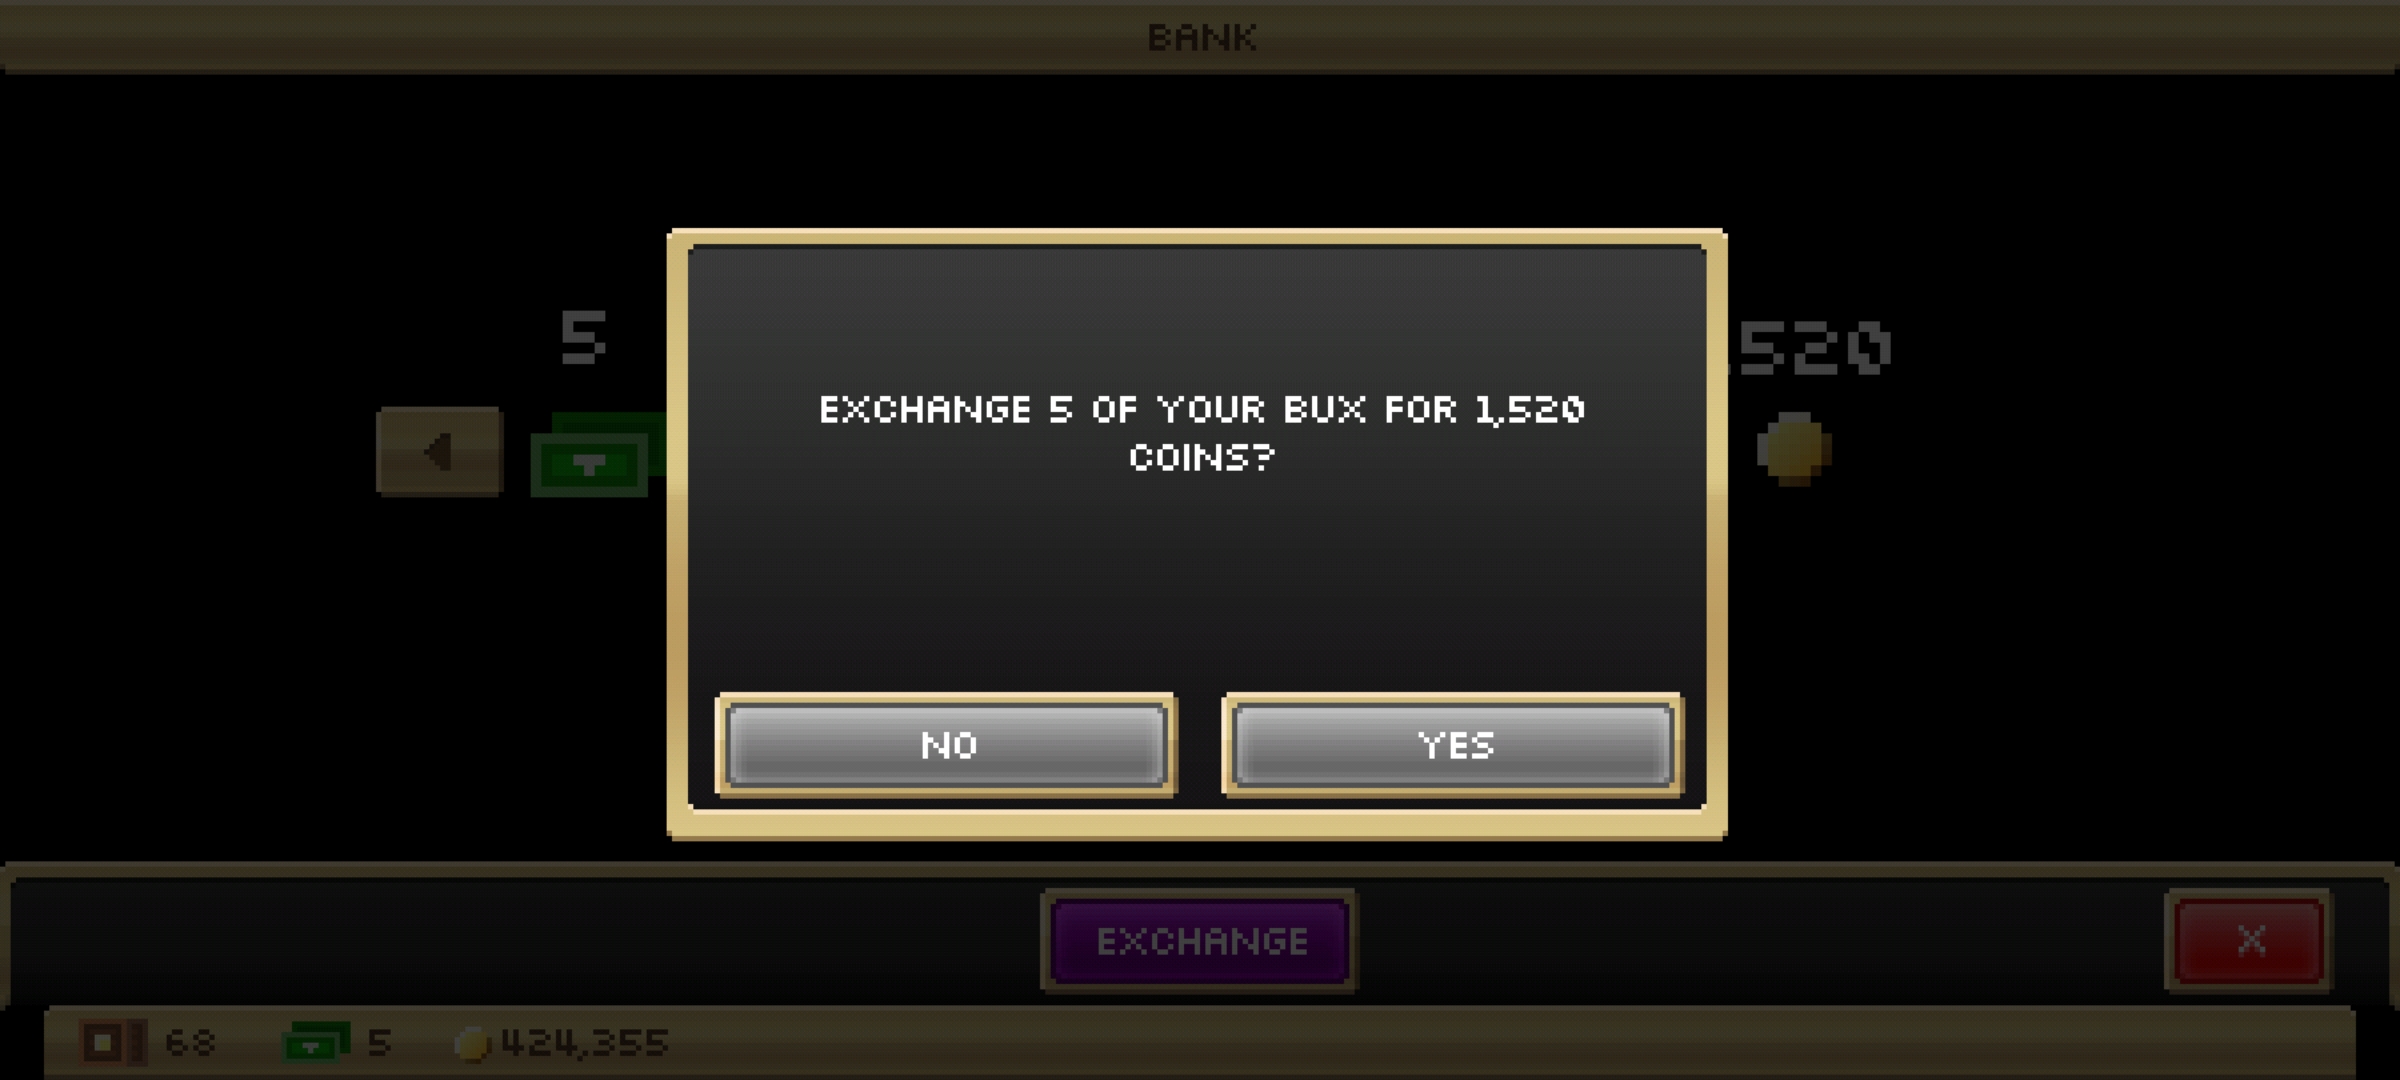 BANK
5
,520
EXCHANGE 5 OF YOUR BUX FOR 1,520
COINS?
NO
YES
EXCHANGE
X
68
5
424,355